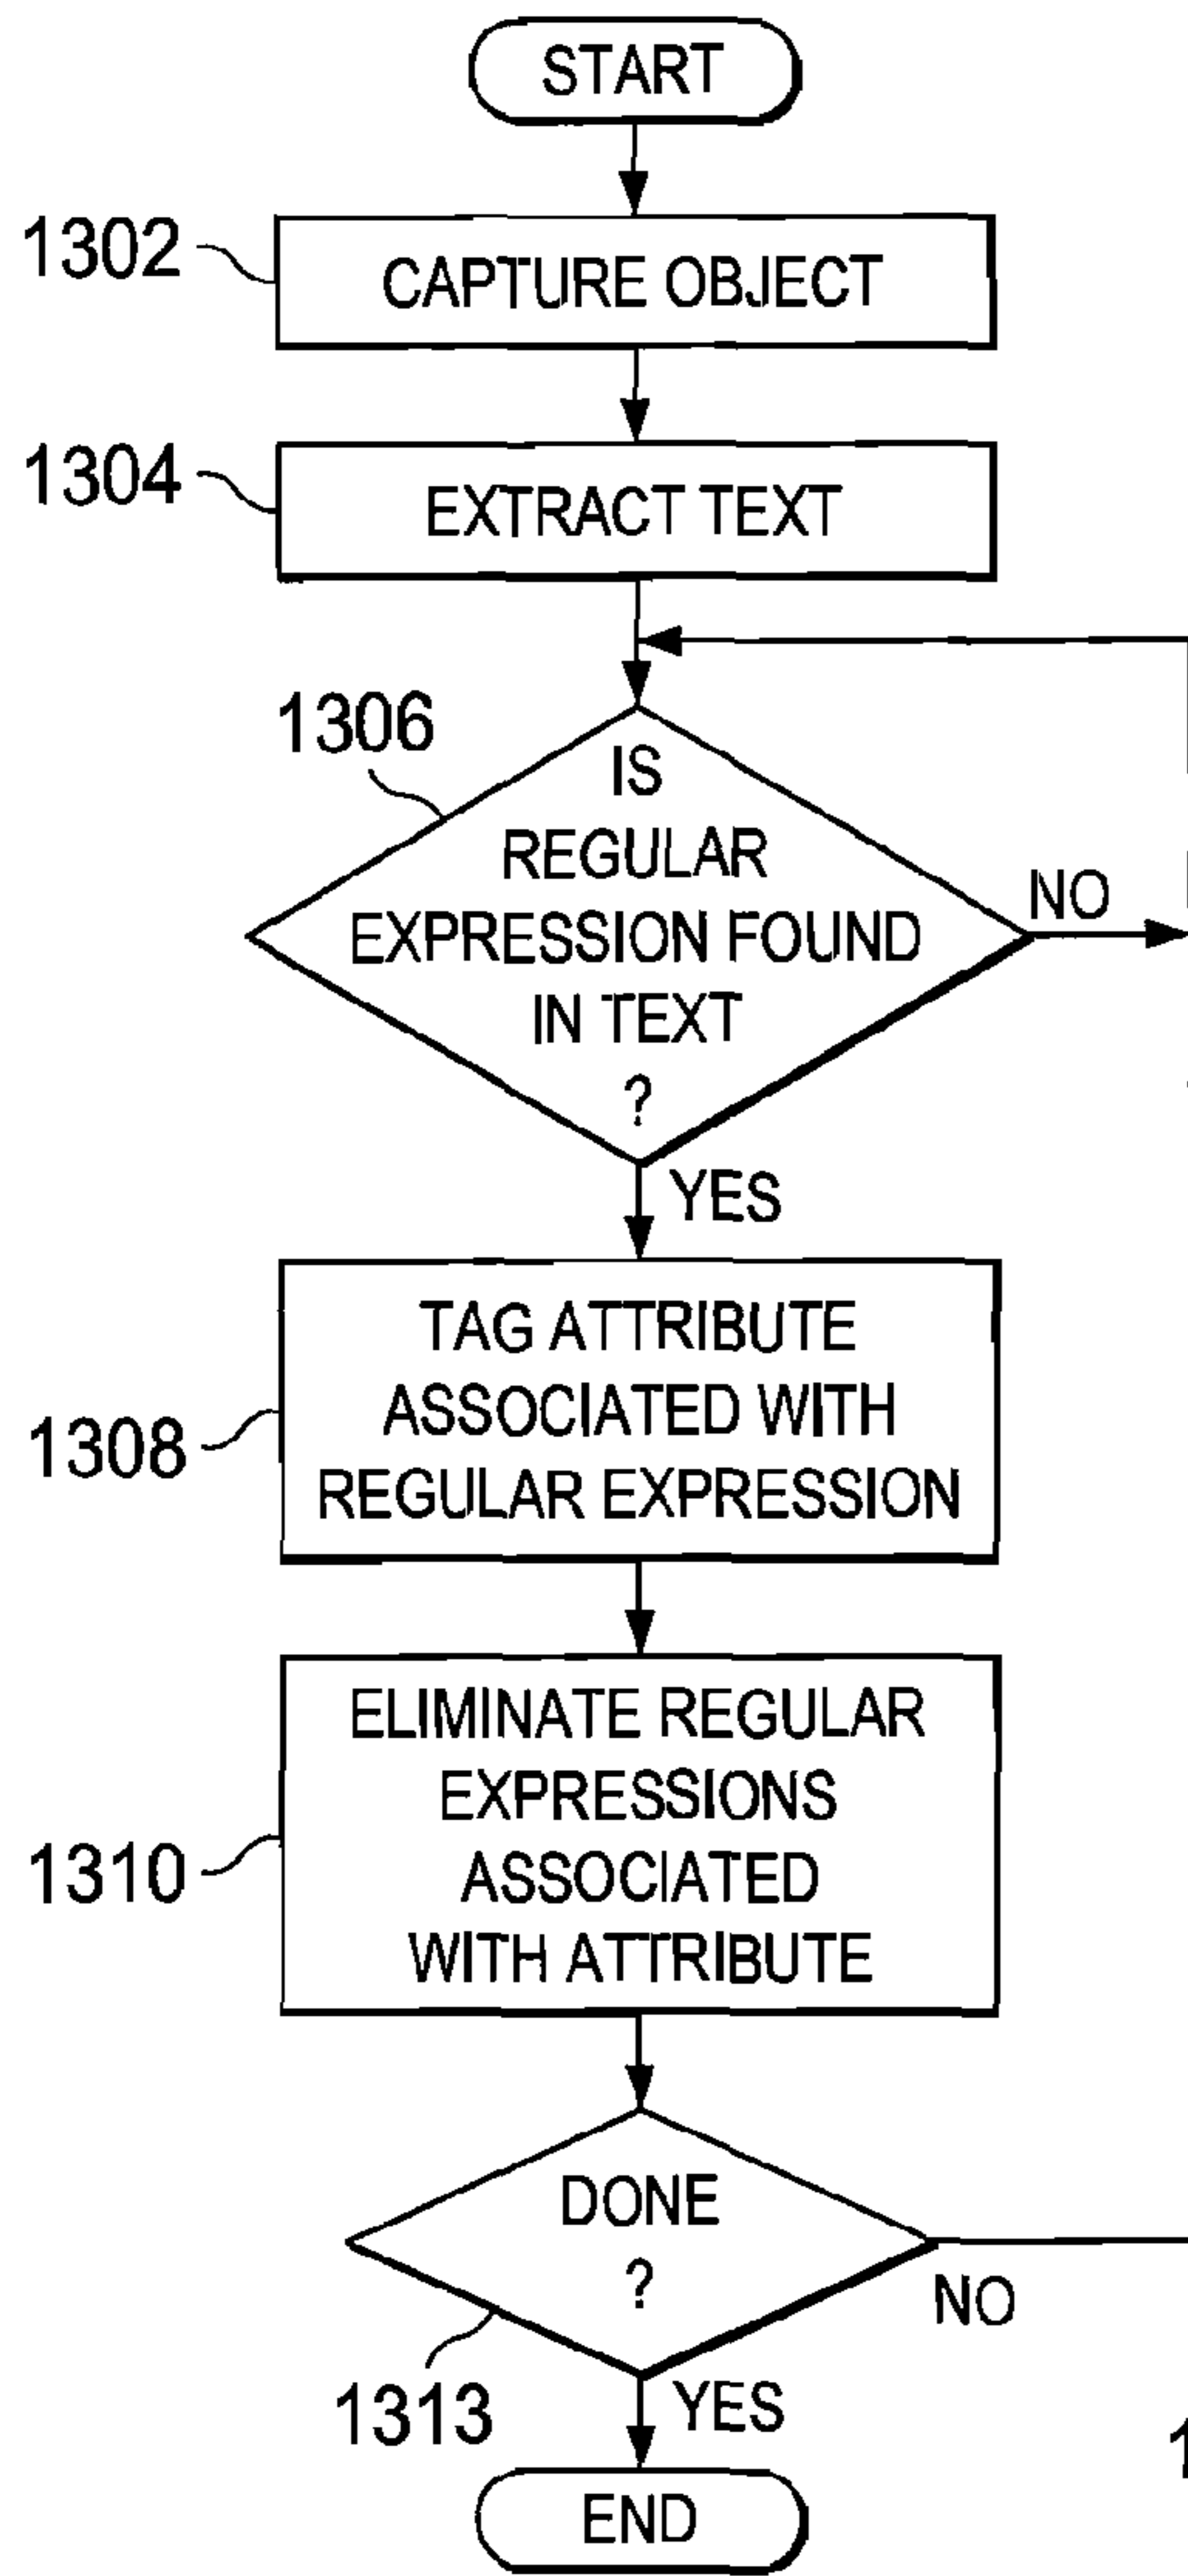 START
1302
CAPTURE OBJECT
1304
EXTRACT TEXT
1306
IS
REGULAR
EXPRESSION FOUND
IN TEXT
?
NO
YES
1308
TAG ATTRIBUTE
ASSOCIATED WITH
REGULAR EXPRESSION
1310
ELIMINATE REGULAR
EXPRESSIONS
ASSOCIATED
WITH ATTRIBUTE
DONE
?
NO
1313
YES
END